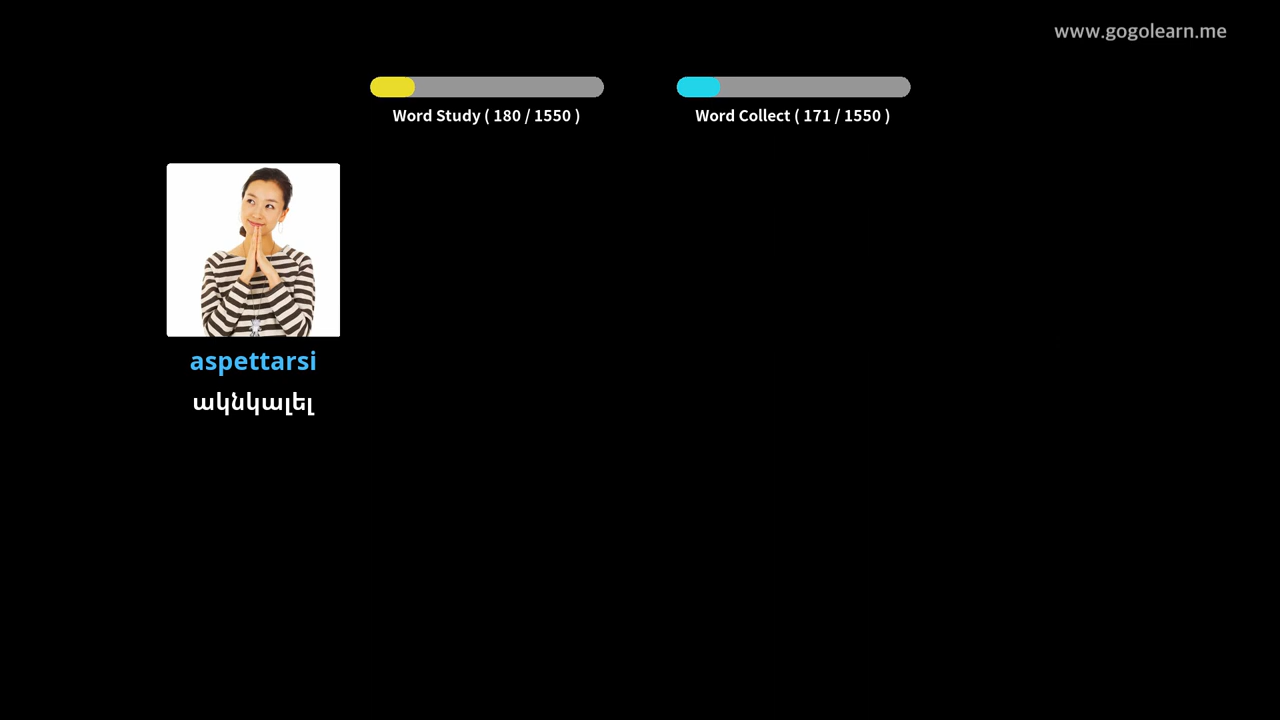 www.gogolearn.me
Word Study ( 180 / 1550 )
Word Collect ( 171 / 1550 )
aspettarsi
ակնկալել